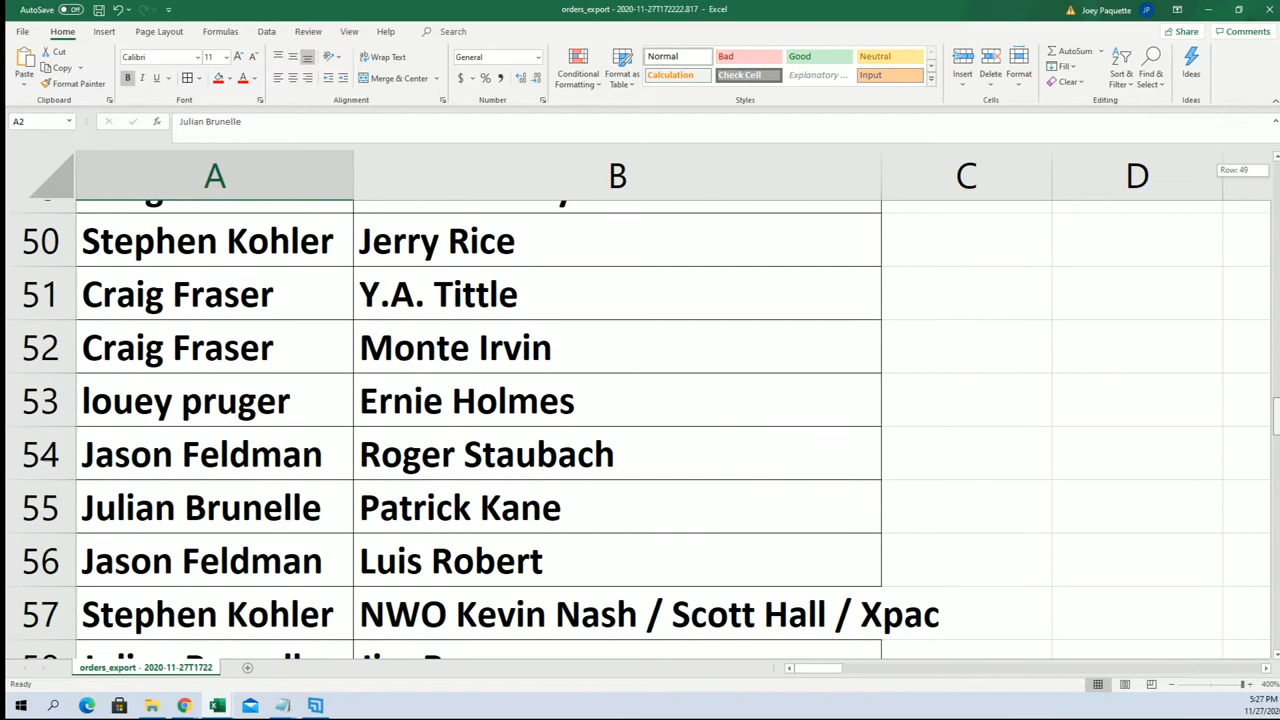 AutoSave Off
orders_export - 2020-11-27T172222.817 - Excel
Joey Paquette JP
File Home Insert Page Layout Formulas Data Review View Help Search
Share Comments
Paste
Cut
Copy
Format Painter
Clipboard
Calibri 11
B I U
Font
Wrap Text
Merge & Center
Alignment
General
$ % 9
Number
Conditional Formatting
Format as Table
Normal Bad Good Neutral
Calculation Check Cell Explanatory ... Input
Styles
Insert Delete Format
Cells
AutoSum
Fill
Clear
Sort & Filter
Find & Select
Editing
Ideas
Ideas
A2 fx Julian Brunelle
A B C D
Row: 49
50 Stephen Kohler Jerry Rice
51 Craig Fraser Y.A. Tittle
52 Craig Fraser Monte Irvin
53 louey pruger Ernie Holmes
54 Jason Feldman Roger Staubach
55 Julian Brunelle Patrick Kane
56 Jason Feldman Luis Robert
57 Stephen Kohler NWO Kevin Nash / Scott Hall / Xpac
orders_export - 2020-11-27T1722
Ready
400%
5:27 PM